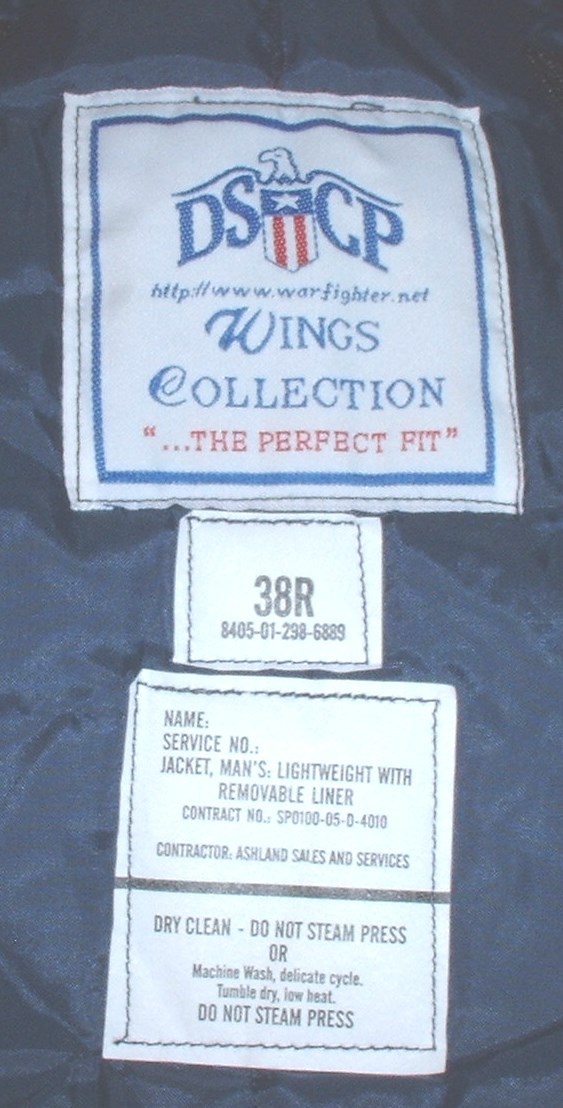 DSCP
http://www.warfighter.net
WINGS
COLLECTION
"...THE PERFECT FIT"
38R
8405-01-298-6889
NAME:
SERVICE NO.:
JACKET, MAN'S: LIGHTWEIGHT WITH
REMOVABLE LINER
CONTRACT NO.: SP0100-05-D-4010
CONTRACTOR: ASHLAND SALES AND SERVICES
DRY CLEAN - DO NOT STEAM PRESS
OR
Machine Wash, delicate cycle.
Tumble dry, low heat.
DO NOT STEAM PRESS